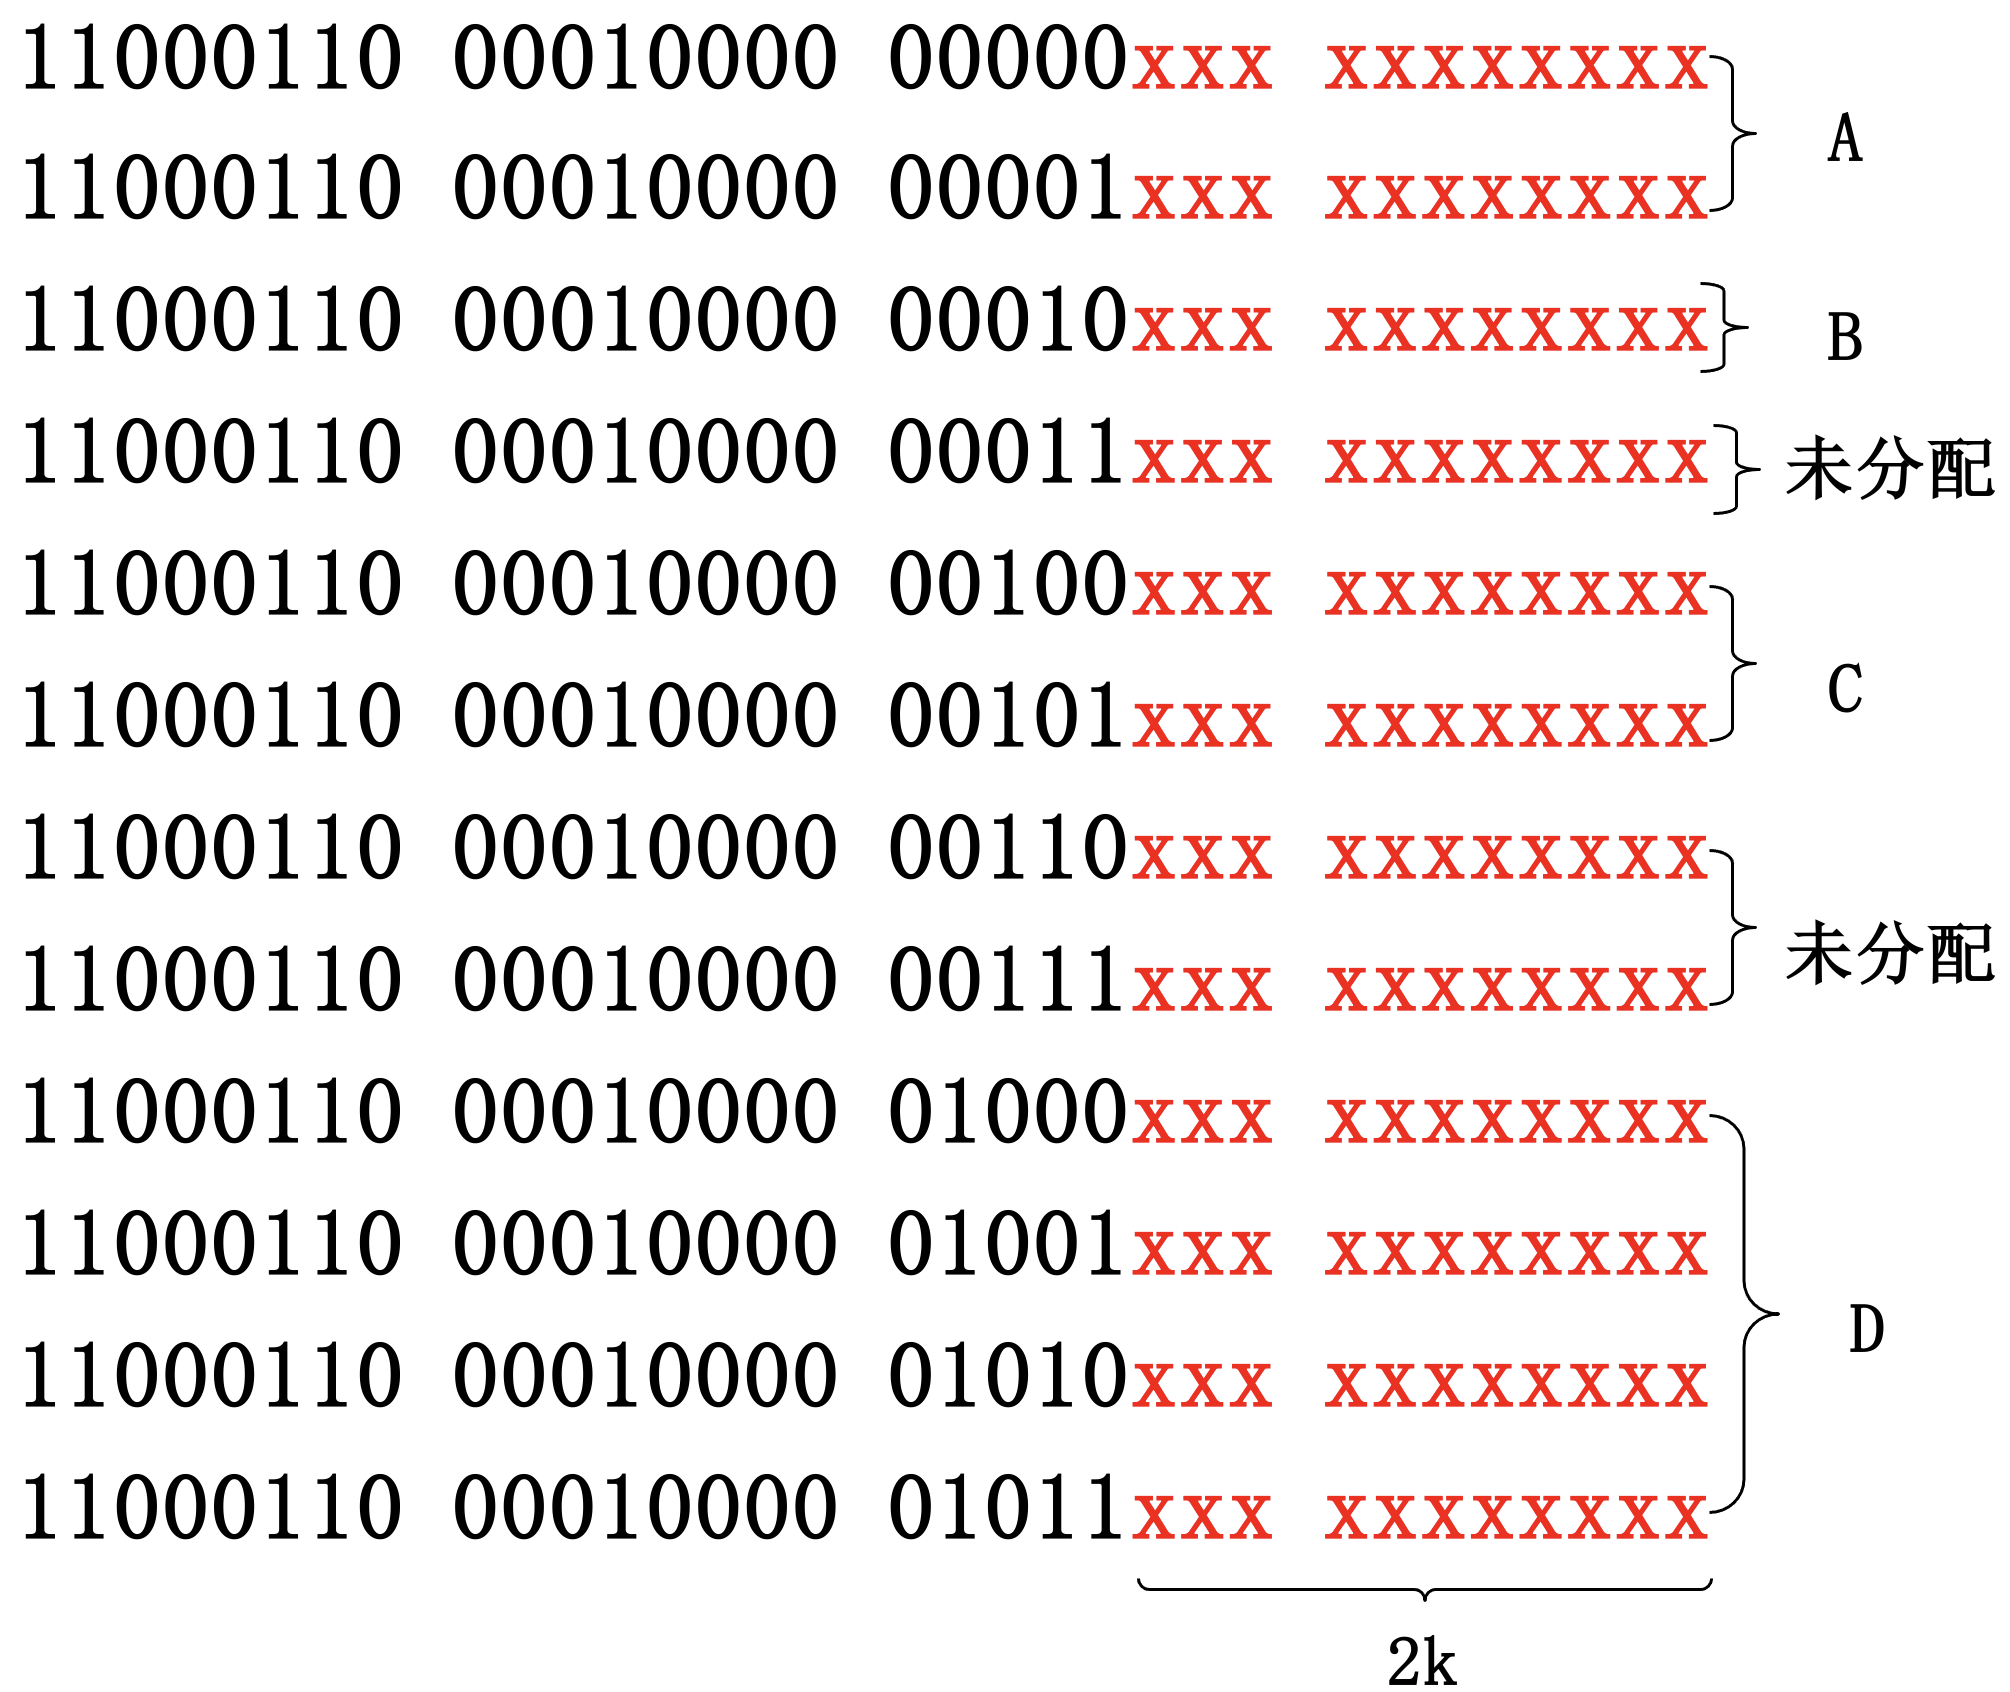 11000110 00010000 00000xxx xxxxxxxx
A
11000110 00010000 00001xxx xxxxxxxx
11000110 00010000 00010xxx xxxxxxxx B
11000110 00010000 00011xxx xxxxxxxx 未分配
11000110 00010000 00100xxx xxxxxxxx
C
11000110 00010000 00101xxx xxxxxxxx
11000110 00010000 00110xxx xxxxxxxx
未分配
11000110 00010000 00111xxx xxxxxxxx
11000110 00010000 01000xxx xxxxxxxx
11000110 00010000 01001xxx xxxxxxxx
D
11000110 00010000 01010xxx xxxxxxxx
11000110 00010000 01011xxx xxxxxxxx
2k